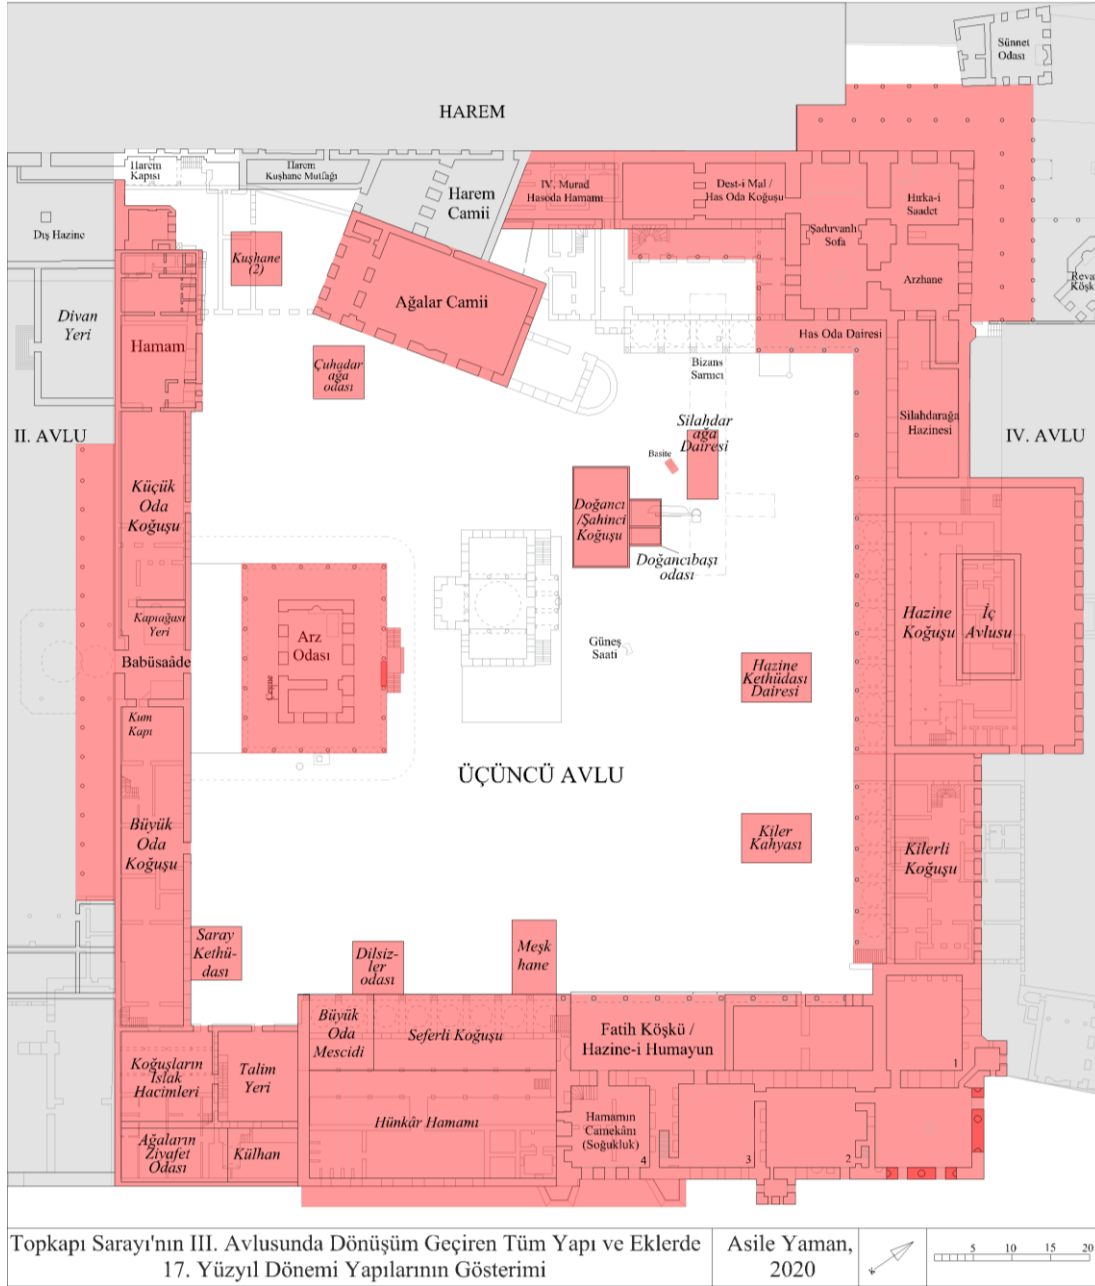 Sünnet
Odası
HAREM
Harem
Kapısı
Harem
Kuşhane Mutfağı
Harem
Camii
IV. Murad
Hasoda Hamamı
Dest-i Mal /
Has Oda Koğuşu
Hırka-i
Saadet
Şadırvanlı
Sofa
Dış Hazine
Kuşhane
(2)
Ağalar Camii
Arzhane
Revan
Köşk
Divan
Yeri
Hamam
Has Oda Dairesi
Çuhadar
ağa
odası
Bizans
Sarnıcı
II. AVLU
Silahdar
ağa
Dairesi
Silahdarağa
Hazinesi
IV. AVLU
Basite
Küçük
Oda
Koğuşu
Doğancı
/Şahinci
Koğuşu
Doğancıbaşı
odası
Kapıağası
Yeri
Arz
Odası
Güneş
Saati
Hazine
Koğuşu
İç
Avlusu
Babüsaâde
Çeşme
Hazine
Kethüdası
Dairesi
Kum
Kapı
ÜÇÜNCÜ AVLU
Büyük
Oda
Koğuşu
Kiler
Kahyası
Kilerli
Koğuşu
Saray
Kethü-
dası
Dilsiz-
ler
odası
Meşk
hane
Büyük
Oda
Mescidi
Seferli Koğuşu
Fatih Köşkü /
Hazine-i Humayun
1
Koğuşların
Islak
Hacimleri
Talim
Yeri
Hünkâr Hamamı
Hamamın
Camekânı
(Soğukluk)
4
3
2
Ağaların
Ziyafet
Odası
Külhan
Topkapı Sarayı'nın III. Avlusunda Dönüşüm Geçiren Tüm Yapı ve Eklerde
17. Yüzyıl Dönemi Yapılarının Gösterimi
Asile Yaman,
2020
5 10 15 20